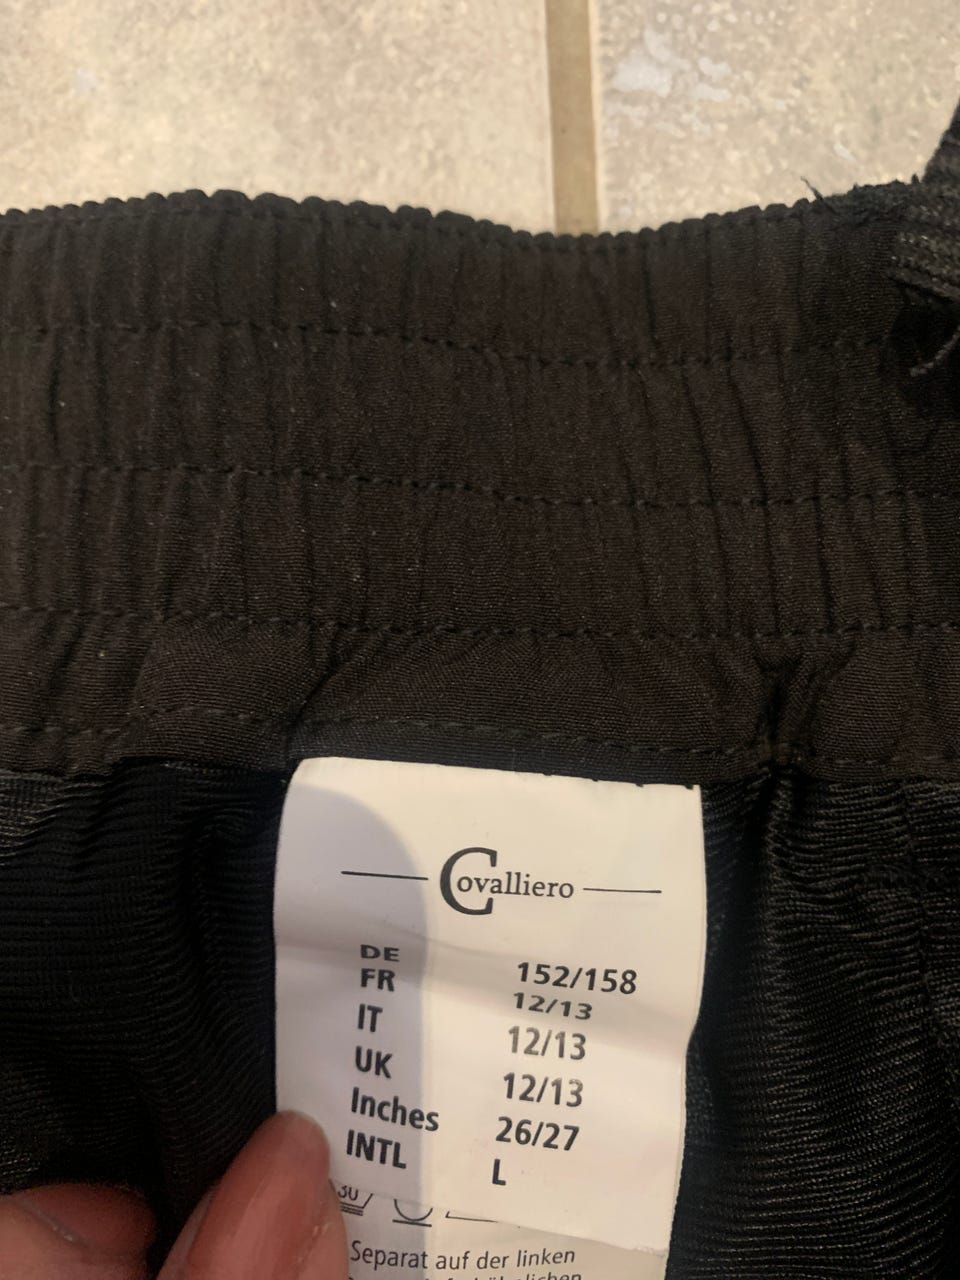 Covalliero
DE 152/158
FR 12/13
IT 12/13
UK 12/13
Inches 26/27
INTL L
30
Separat auf der linken